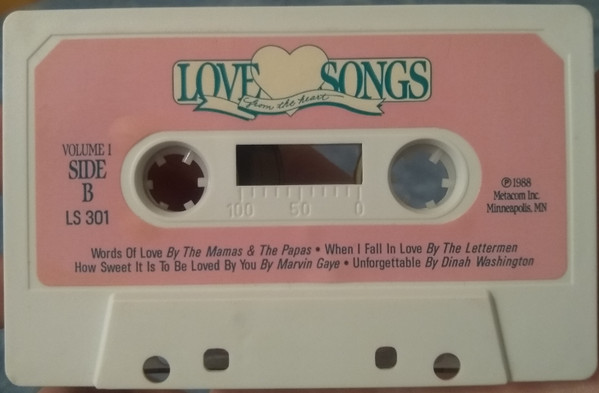 LOVE SONGS
from the heart
VOLUME 1
SIDE
B
LS 301
℗ 1988
Metacom Inc.
Minneapolis, MN
100 50 0
Words Of Love By The Mamas & The Papas • When I Fall In Love By The Lettermen
How Sweet It Is To Be Loved By You By Marvin Gaye • Unforgettable By Dinah Washington